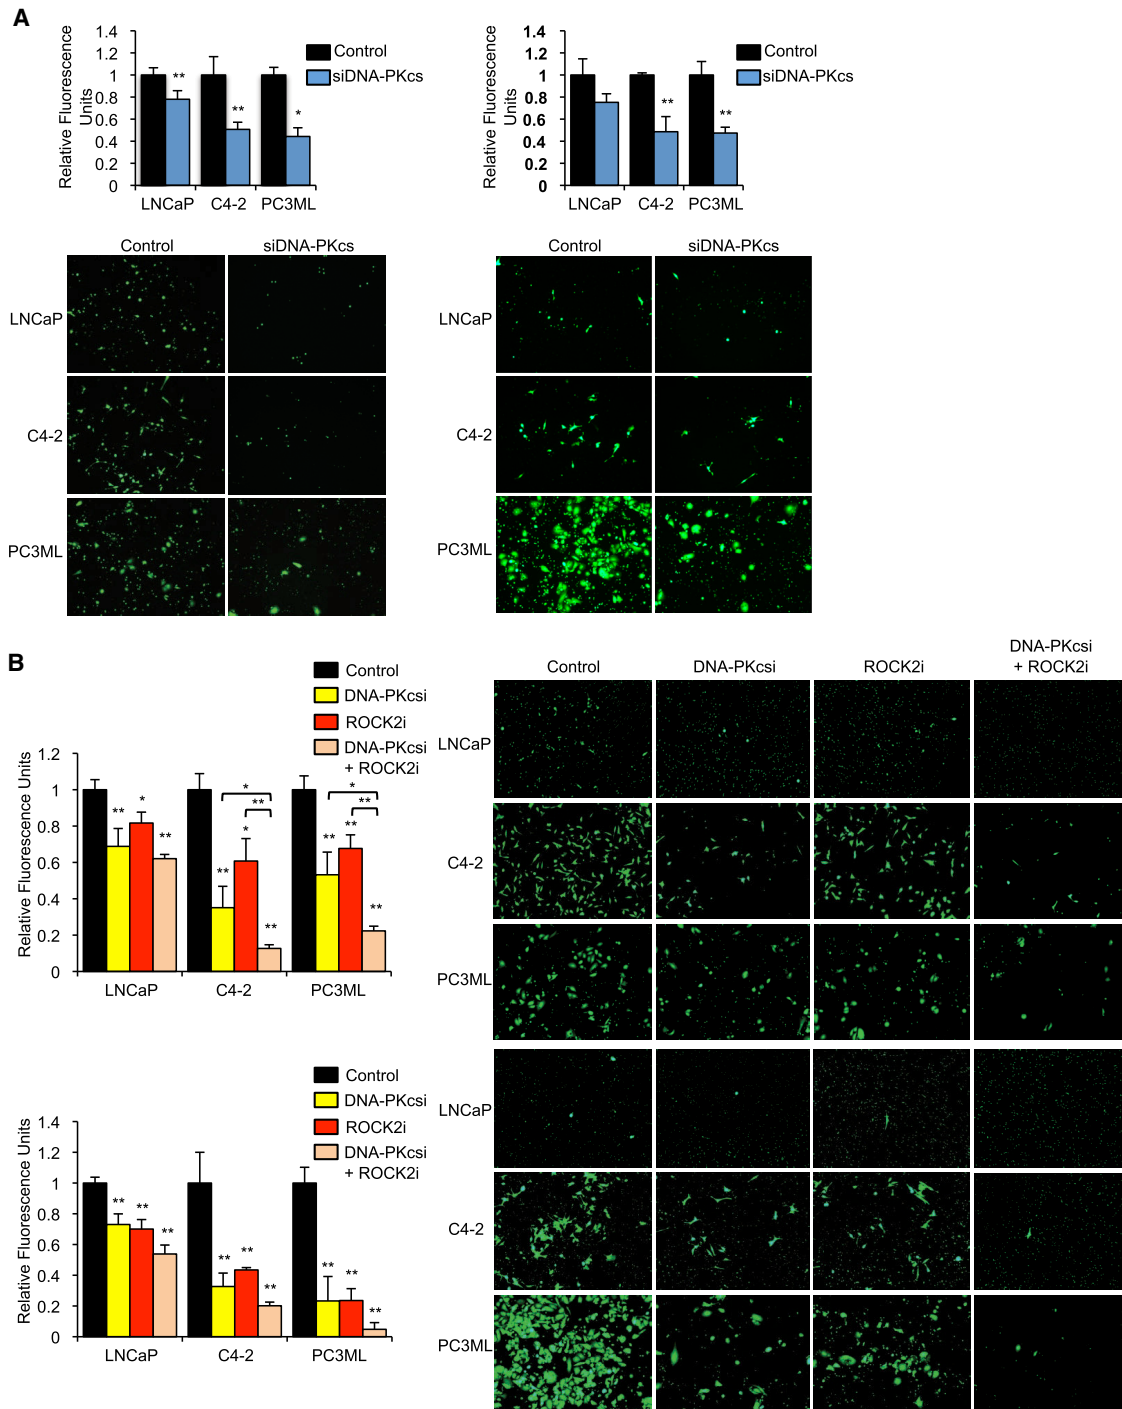 A
Relative Fluorescence
Units
1.4
1.2
1
0.8
0.6
0.4
0.2
0
** 
**
*
LNCaP C4-2 PC3ML
Control
siDNA-PKcs
Relative Fluorescence
Units
1.4
1.2
1
0.8
0.6
0.4
0.2
0
**
**
LNCaP C4-2 PC3ML
Control
siDNA-PKcs
Control siDNA-PKcs
LNCaP
C4-2
PC3ML
Control siDNA-PKcs
LNCaP
C4-2
PC3ML
B
Control
DNA-PKcsi
ROCK2i
DNA-PKcsi
+ ROCK2i
Relative Fluorescence Units
1.2
1
0.8
0.6
0.4
0.2
0
** * **
** * ** * **
** ** ** * **
LNCaP C4-2 PC3ML
Control DNA-PKcsi ROCK2i DNA-PKcsi
+ ROCK2i
LNCaP
C4-2
PC3ML
Control
DNA-PKcsi
ROCK2i
DNA-PKcsi
+ ROCK2i
Relative Fluorescence Units
1.4
1.2
1
0.8
0.6
0.4
0.2
0
** ** **
** ** **
** ** **
LNCaP C4-2 PC3ML
LNCaP
C4-2
PC3ML